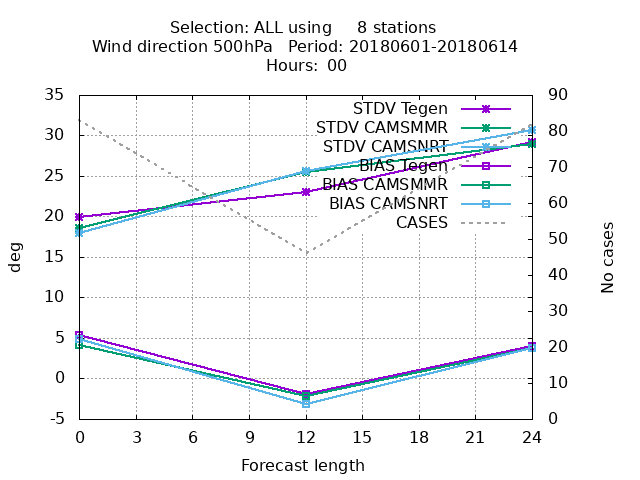 Selection: ALL using     8 stations
Wind direction 500hPa   Period: 20180601-20180614
Hours: 00
35
30
25
20
15
10
5
0
-5
deg
90
80
70
60
50
40
30
20
10
0
No cases
STDV Tegen
STDV CAMSMMR
STDV CAMSNRT
BIAS Tegen
BIAS CAMSMMR
BIAS CAMSNRT
CASES
0 3 6 9 12 15 18 21 24
Forecast length